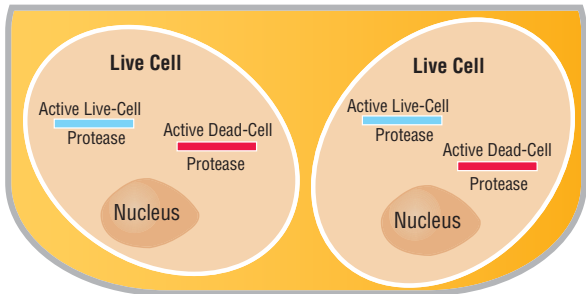 Live Cell
Active Live-Cell
Protease
Active Dead-Cell
Protease
Nucleus
Live Cell
Active Live-Cell
Protease
Active Dead-Cell
Protease
Nucleus